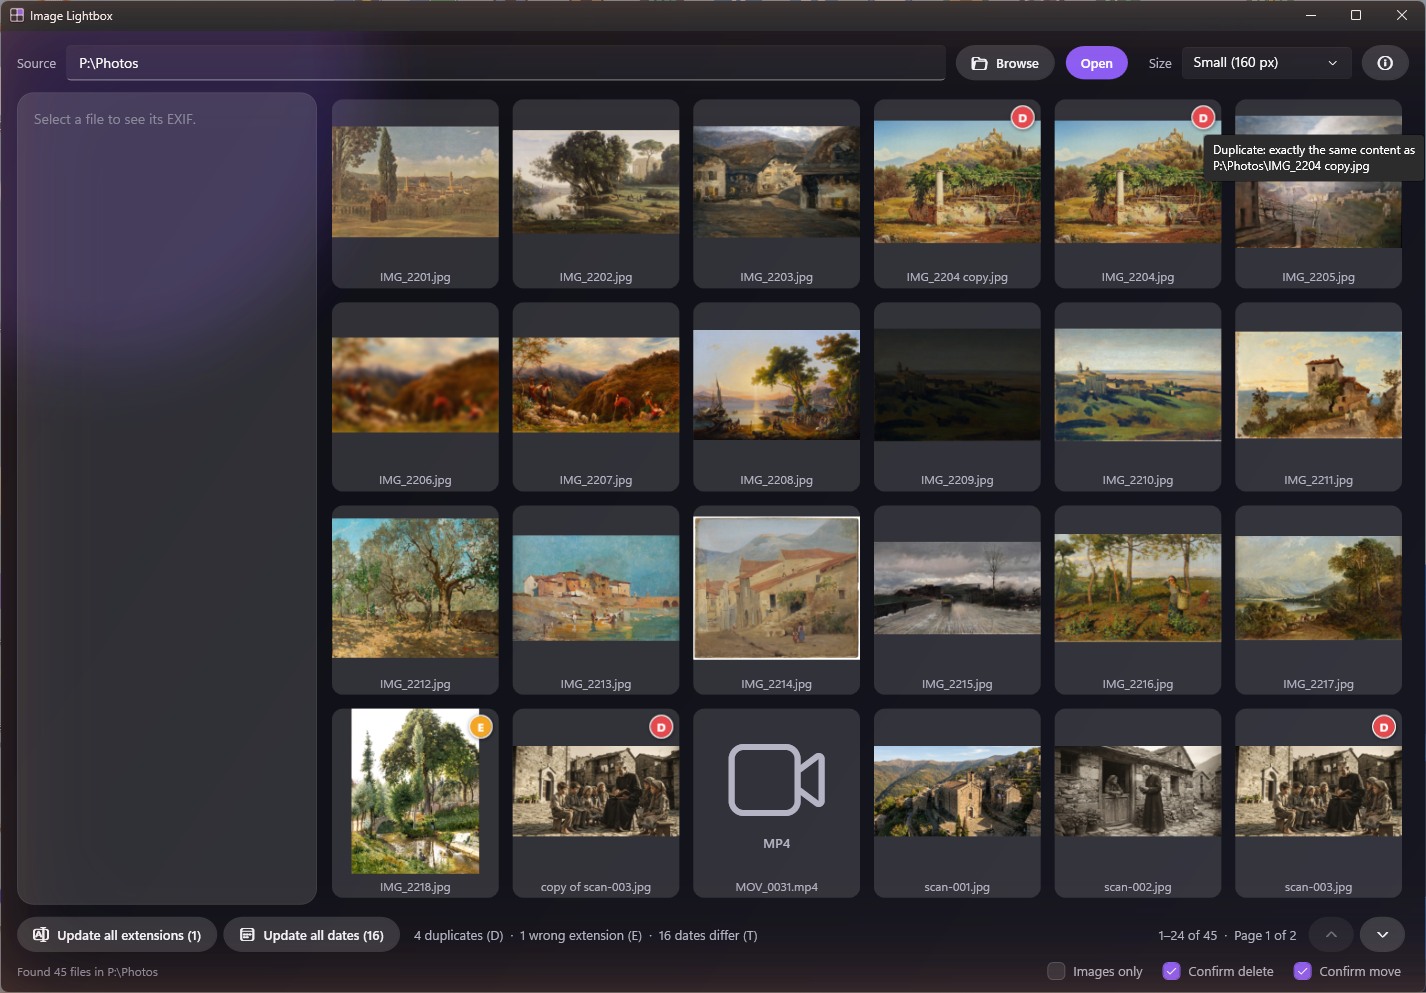 Image Lightbox
Source
P:\Photos
Browse
Open
Size
Small (160 px)
Select a file to see its EXIF.
D
D
Duplicate: exactly the same content as
P:\Photos\IMG_2204 copy.jpg
IMG_2201.jpg
IMG_2202.jpg
IMG_2203.jpg
IMG_2204 copy.jpg
IMG_2204.jpg
IMG_2205.jpg
IMG_2206.jpg
IMG_2207.jpg
IMG_2208.jpg
IMG_2209.jpg
IMG_2210.jpg
IMG_2211.jpg
IMG_2212.jpg
IMG_2213.jpg
IMG_2214.jpg
IMG_2215.jpg
IMG_2216.jpg
IMG_2217.jpg
E
D
D
MP4
IMG_2218.jpg
copy of scan-003.jpg
MOV_0031.mp4
scan-001.jpg
scan-002.jpg
scan-003.jpg
Update all extensions (1)
Update all dates (16)
4 duplicates (D) · 1 wrong extension (E) · 16 dates differ (T)
1–24 of 45 · Page 1 of 2
Found 45 files in P:\Photos
Images only
Confirm delete
Confirm move